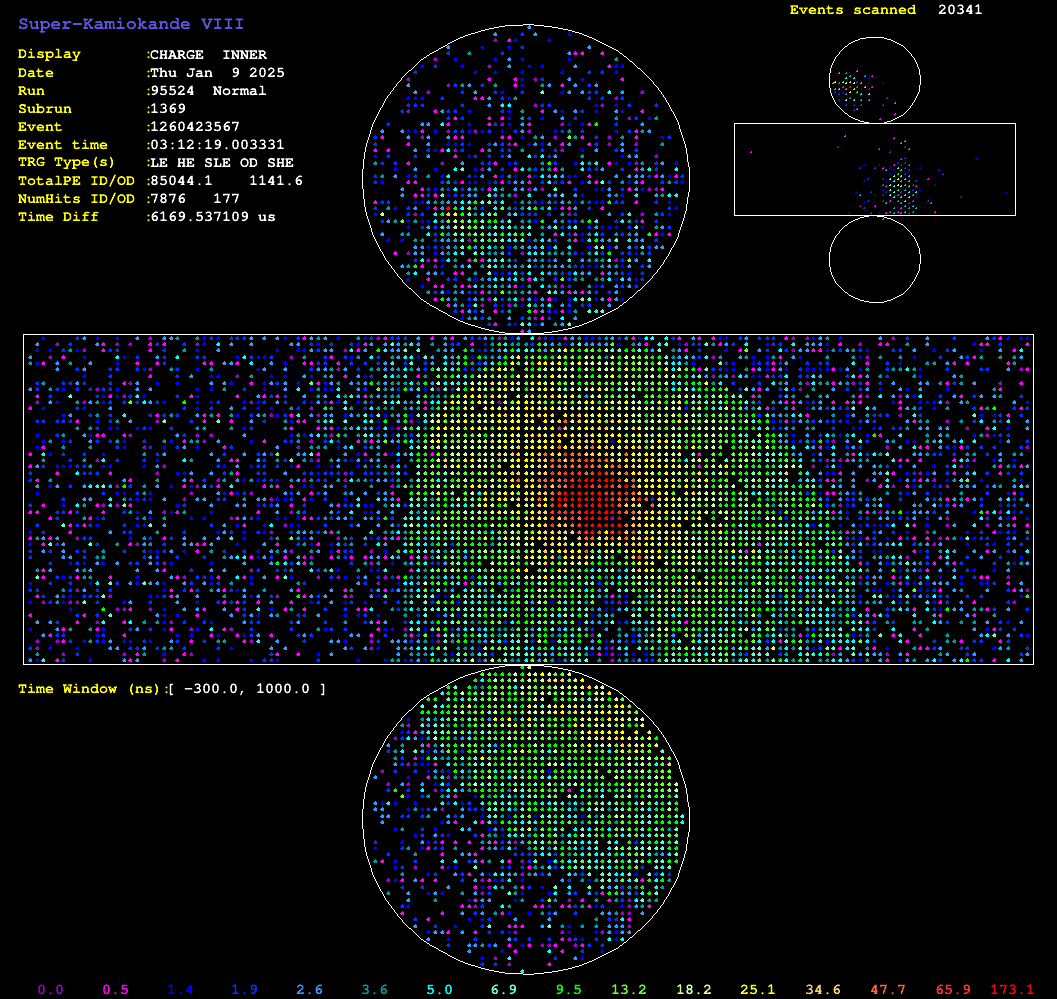 Super-Kamiokande VIII
Events scanned 20341
Display :CHARGE INNER
Date :Thu Jan 9 2025
Run :95524 Normal
Subrun :1369
Event :1260423567
Event time :03:12:19.003331
TRG Type(s) :LE HE SLE OD SHE
TotalPE ID/OD :85044.1 1141.6
NumHits ID/OD :7876 177
Time Diff :6169.537109 us
Time Window (ns):[ -300.0, 1000.0 ]
0.0 0.5 1.4 1.9 2.6 3.6 5.0 6.9 9.5 13.2 18.2 25.1 34.6 47.7 65.9 173.1